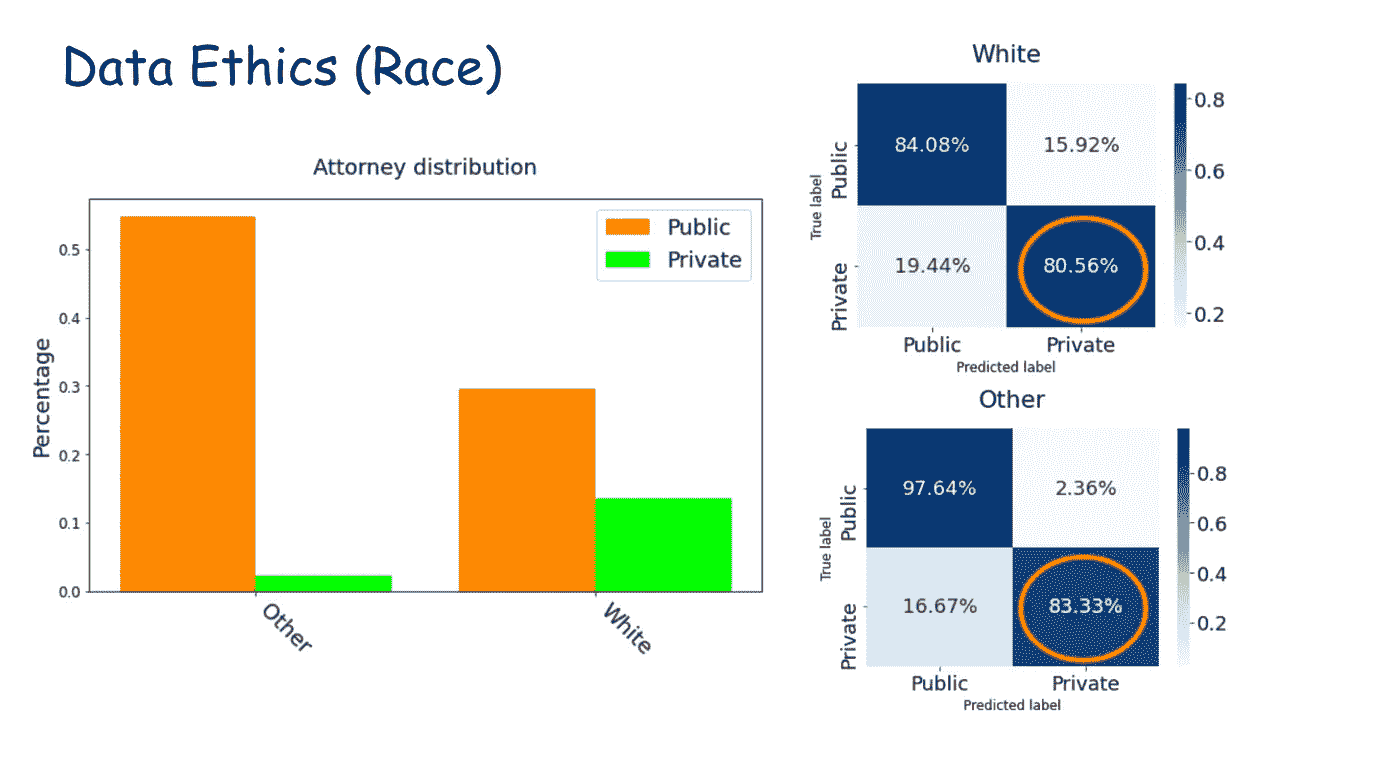 Data Ethics (Race)
Attorney distribution
Public
Private
Percentage
0.5
0.4
0.3
0.2
0.1
0.0
Other
White
White
84.08%
15.92%
19.44%
80.56%
True label
Public
Private
Public
Private
Predicted label
0.8
0.6
0.4
0.2
Other
97.64%
2.36%
16.67%
83.33%
True label
Public
Private
Public
Private
Predicted label
0.8
0.6
0.4
0.2